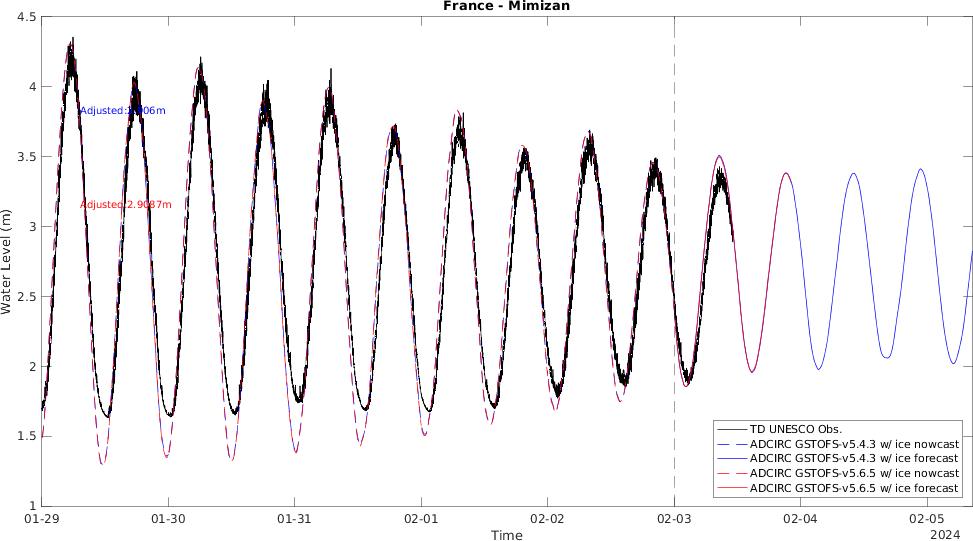 France - Mimizan
4.5
4
3.5
3
2.5
2
1.5
1
Water Level (m)
Adjusted:
006m
Adjusted:2.9087m
TD UNESCO Obs.
ADCIRC GSTOFS-v5.4.3 w/ ice nowcast
ADCIRC GSTOFS-v5.4.3 w/ ice forecast
ADCIRC GSTOFS-v5.6.5 w/ ice nowcast
ADCIRC GSTOFS-v5.6.5 w/ ice forecast
01-29
01-30
01-31
02-01
02-02
02-03
02-04
02-05
Time
2024